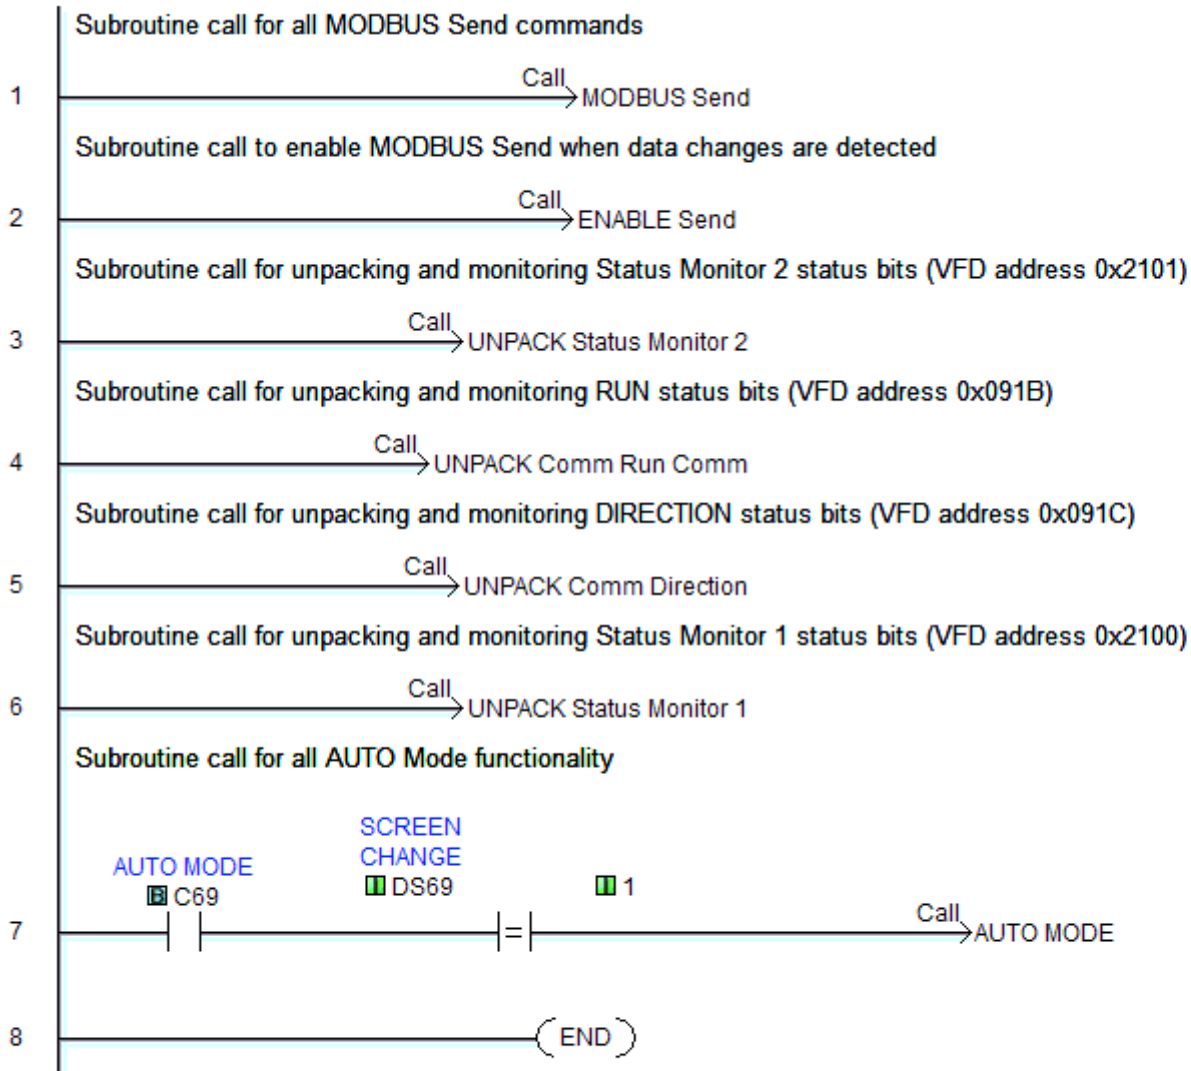 Subroutine call for all MODBUS Send commands
Call
1
MODBUS Send
Subroutine call to enable MODBUS Send when data changes are detected
Call
2
ENABLE Send
Subroutine call for unpacking and monitoring Status Monitor 2 status bits (VFD address 0x2101)
Call
3
UNPACK Status Monitor 2
Subroutine call for unpacking and monitoring RUN status bits (VFD address 0x091B)
Call
4
UNPACK Comm Run Comm
Subroutine call for unpacking and monitoring DIRECTION status bits (VFD address 0x091C)
Call
5
UNPACK Comm Direction
Subroutine call for unpacking and monitoring Status Monitor 1 status bits (VFD address 0x2100)
Call
6
UNPACK Status Monitor 1
Subroutine call for all AUTO Mode functionality
SCREEN
CHANGE
AUTO MODE
I DS69
I 1
B C69
Call
7
=
AUTO MODE
8
END